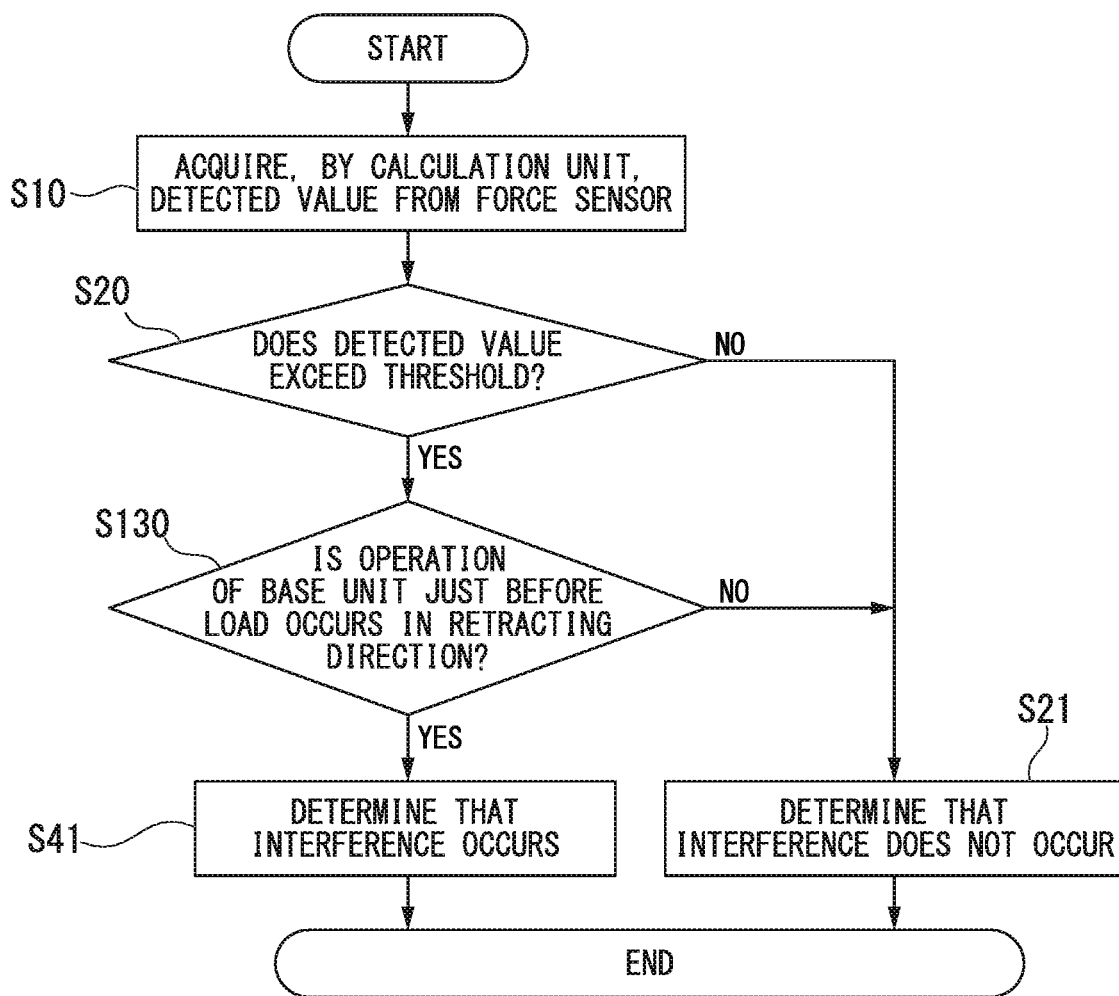 START
S10
ACQUIRE, BY CALCULATION UNIT,
DETECTED VALUE FROM FORCE SENSOR
S20
DOES DETECTED VALUE
EXCEED THRESHOLD?
NO
YES
S130
IS OPERATION
OF BASE UNIT JUST BEFORE
LOAD OCCURS IN RETRACTING
DIRECTION?
NO
YES
S41
DETERMINE THAT
INTERFERENCE OCCURS
S21
DETERMINE THAT
INTERFERENCE DOES NOT OCCUR
END